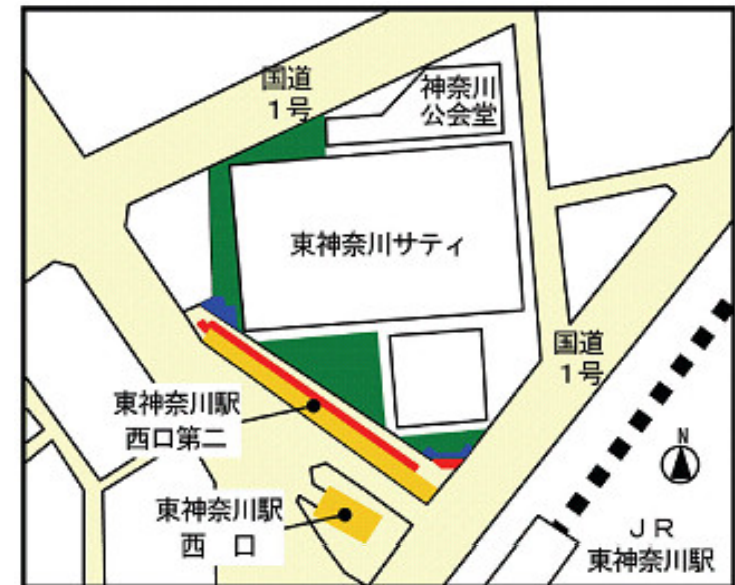 国道
１号
神奈川
公会堂
東神奈川サティ
国道
１号
東神奈川駅
西口第二
東神奈川駅
西　口
N
ＪＲ
東神奈川駅